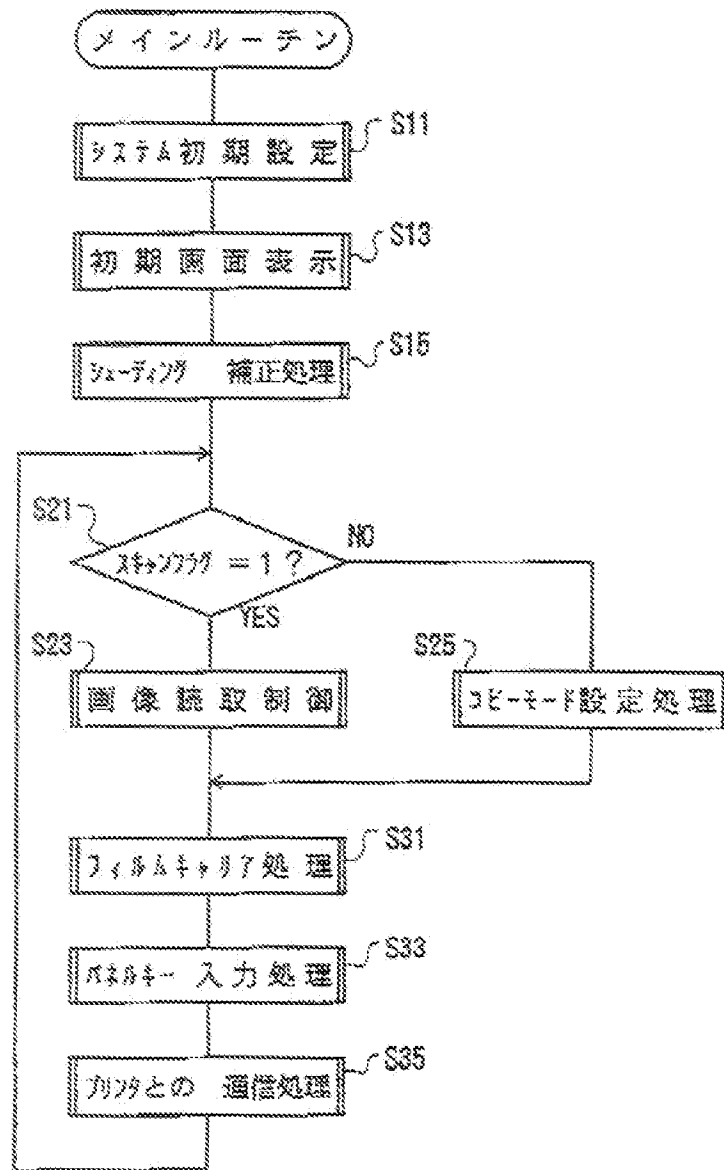 メインルーチン
システム初期設定
S11
初期画面表示
S13
シェーディング 補正処理
S15
S21
スキャンフラグ=1?
NO
YES
S23
画像読取制御
S25
コピーモード設定処理
フィルムキャリア処理
S31
パネルキー 入力処理
S33
プリンタとの 通信処理
S35